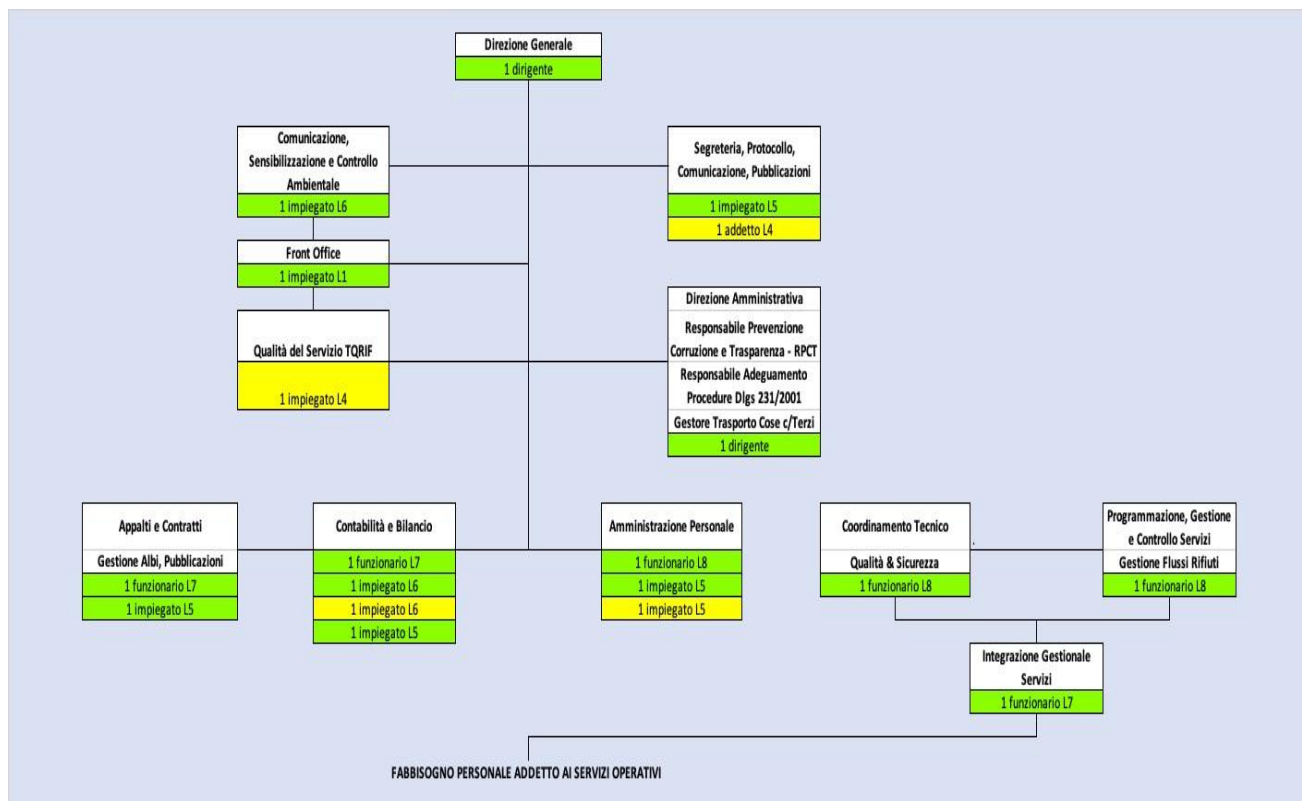 Direzione Generale
1 dirigente
Comunicazione,
Sensibilizzazione e Controllo
Ambientale
1 impiegato L6
Segreteria, Protocollo,
Comunicazione, Pubblicazioni
1 impiegato L5
1 addetto L4
Front Office
1 impiegato L1
Qualità del Servizio TQRIF
1 impiegato L4
Direzione Amministrativa
Responsabile Prevenzione
Corruzione e Trasparenza - RPCT
Responsabile Adeguamento
Procedure Dlgs 231/2001
Gestore Trasporto Cose c/Terzi
1 dirigente
Appalti e Contratti
Gestione Albi, Pubblicazioni
1 funzionario L7
1 impiegato L5
Contabilità e Bilancio
1 funzionario L7
1 impiegato L6
1 impiegato L6
1 impiegato L5
Amministrazione Personale
1 funzionario L8
1 impiegato L5
1 impiegato L5
Coordinamento Tecnico
Qualità & Sicurezza
1 funzionario L8
Programmazione, Gestione
e Controllo Servizi
Gestione Flussi Rifiuti
1 funzionario L8
Integrazione Gestionale
Servizi
1 funzionario L7
FABBISOGNO PERSONALE ADDETTO AI SERVIZI OPERATIVI